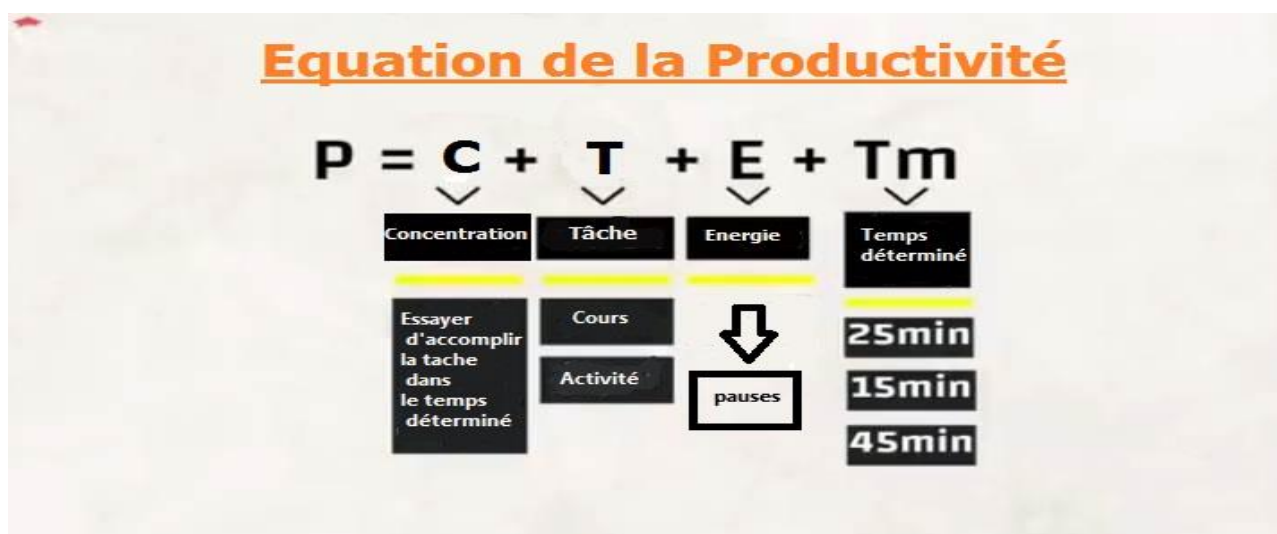 Equation de la Productivité
P = C + T + E + Tm
Concentration
Essayer
d'accomplir
la tache
dans
le temps
déterminé
Tâche
Cours
Activité
Energie
pauses
Temps
déterminé
25min
15min
45min